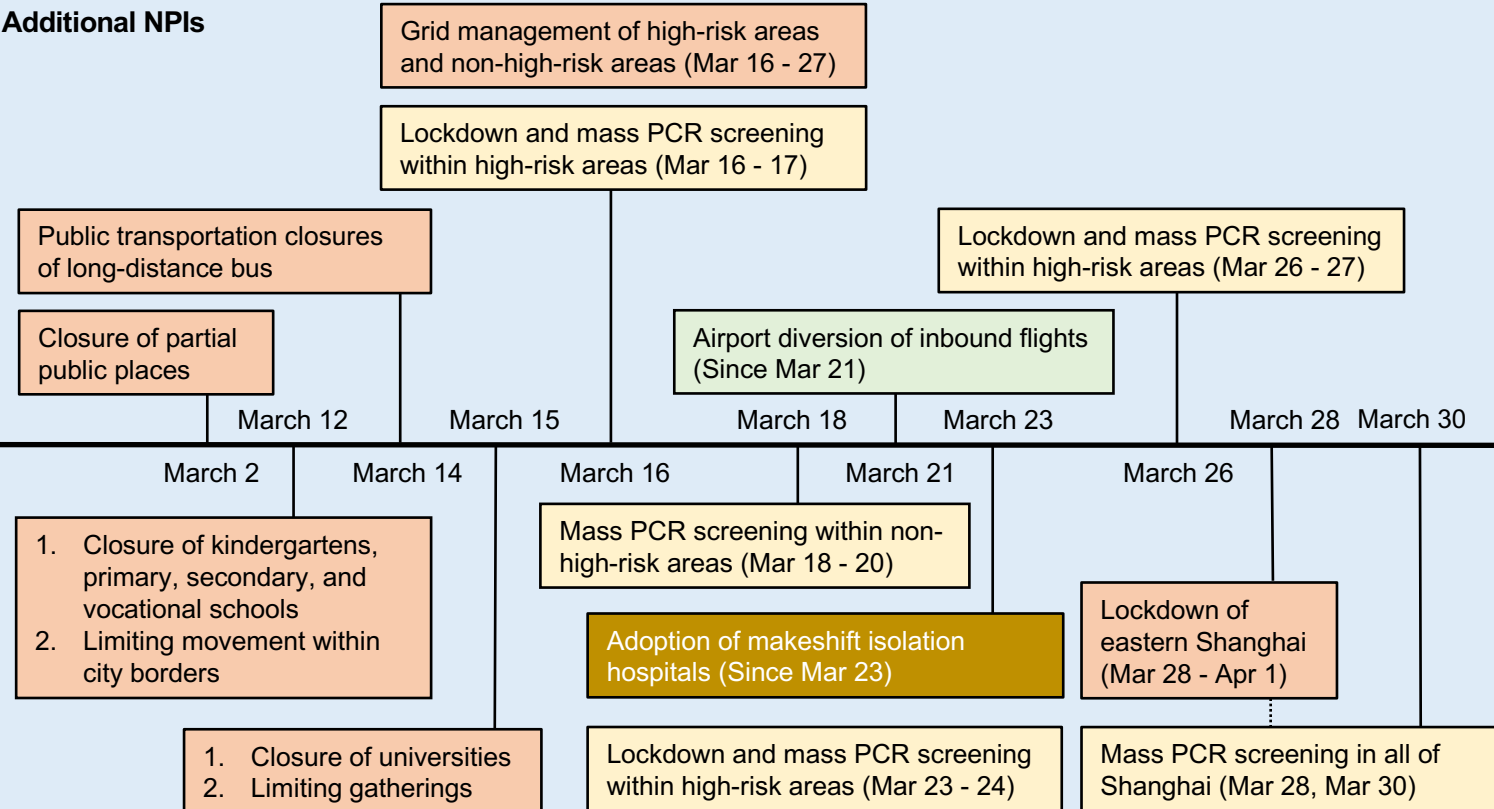 Additional NPIs
Grid management of high-risk areas
and non-high-risk areas (Mar 16 - 27)
Lockdown and mass PCR screening
within high-risk areas (Mar 16 - 17)
Public transportation closures
of long-distance bus
Lockdown and mass PCR screening
within high-risk areas (Mar 26 - 27)
Closure of partial
public places
Airport diversion of inbound flights
(Since Mar 21)
March 12
March 15
March 18
March 23
March 28
March 30
March 2
March 14
March 16
March 21
March 26
1. Closure of kindergartens,
primary, secondary, and
vocational schools
2. Limiting movement within
city borders
Mass PCR screening within non-
high-risk areas (Mar 18 - 20)
Adoption of makeshift isolation
hospitals (Since Mar 23)
Lockdown of
eastern Shanghai
(Mar 28 - Apr 1)
1. Closure of universities
2. Limiting gatherings
Lockdown and mass PCR screening
within high-risk areas (Mar 23 - 24)
Mass PCR screening in all of
Shanghai (Mar 28, Mar 30)